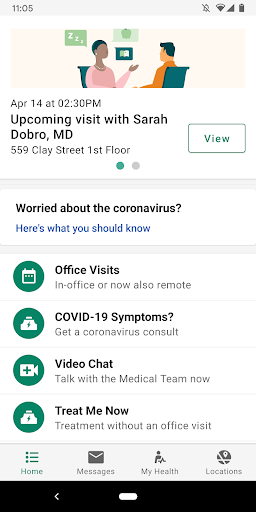 11:05
Z
Z
Z
Apr 14 at 02:30PM
Upcoming visit with Sarah
Dobro, MD
559 Clay Street 1st Floor
View
Worried about the coronavirus?
Here's what you should know
Office Visits
In-office or now also remote
COVID-19 Symptoms?
Get a coronavirus consult
Video Chat
Talk with the Medical Team now
Treat Me Now
Treatment without an office visit
Home
Messages
My Health
Locations